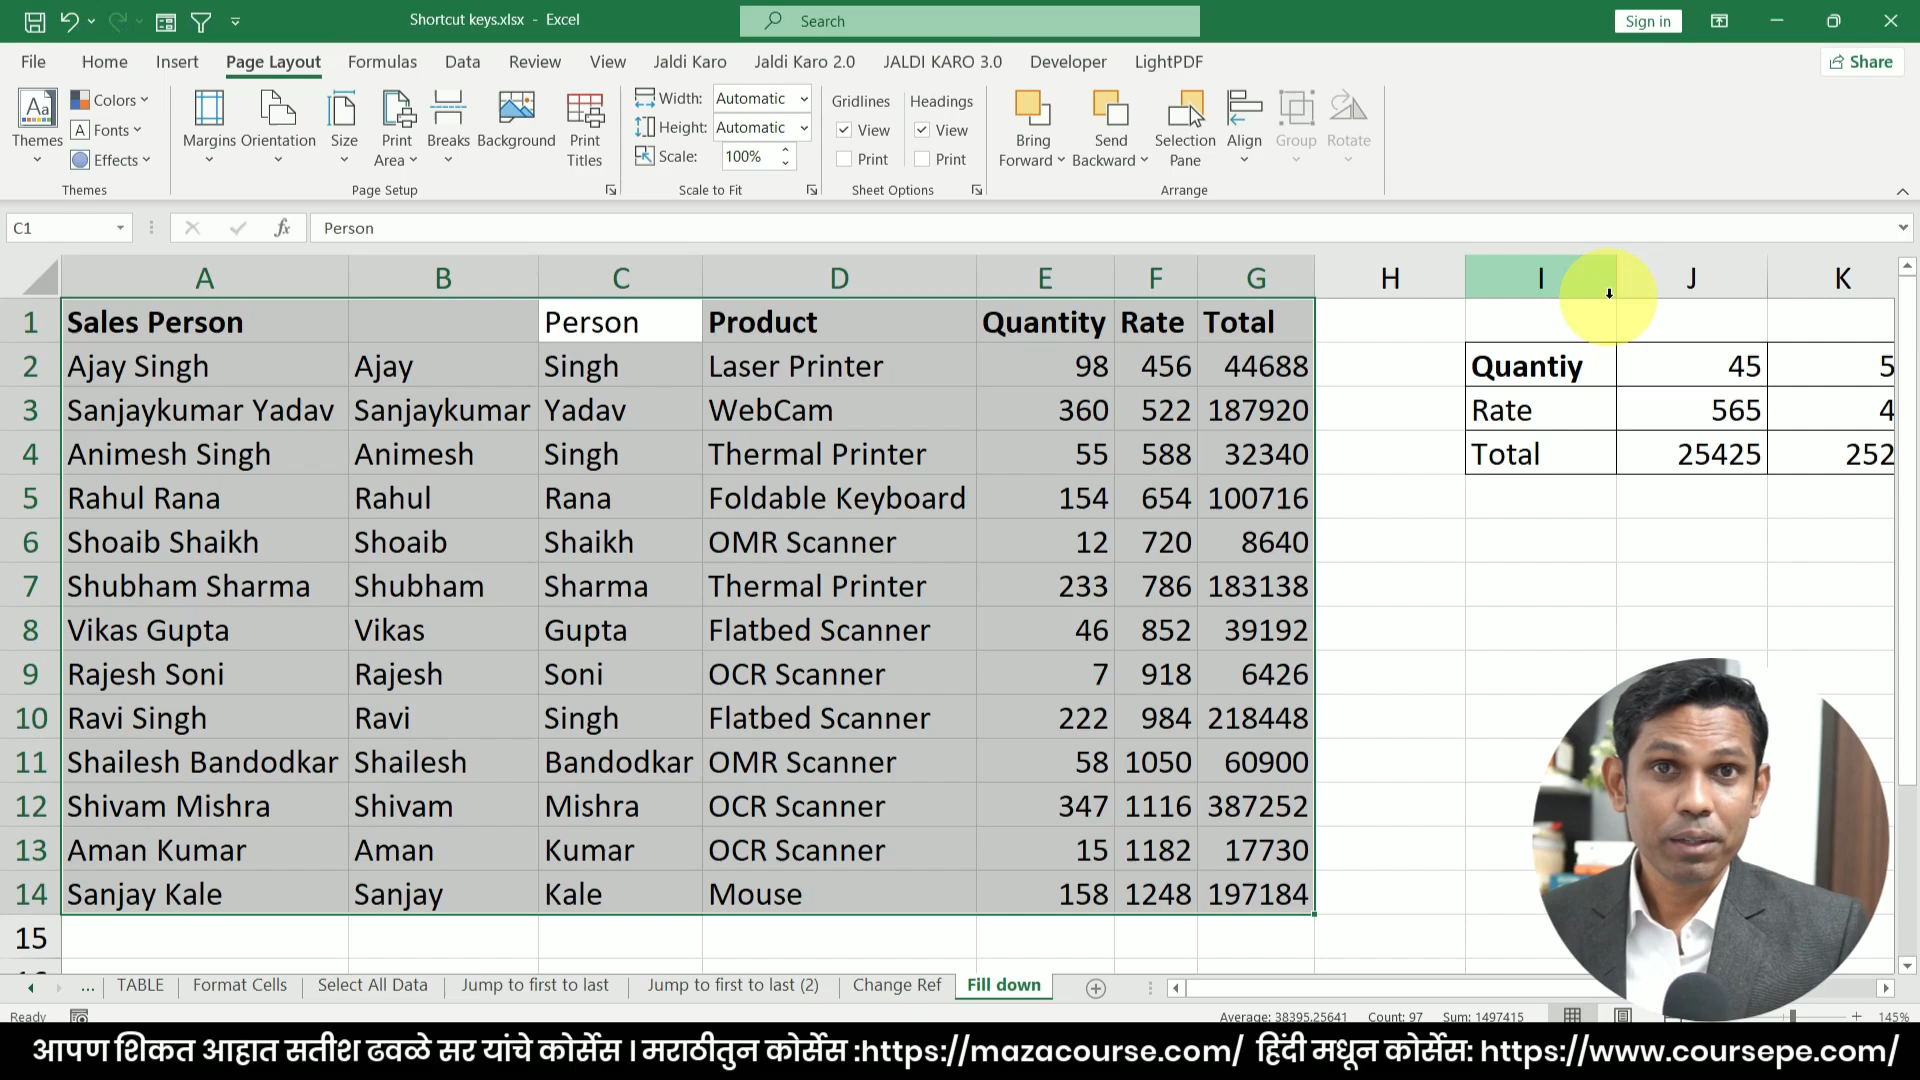 Shortcut keys.xlsx - Excel
Search
Sign in
File Home Insert Page Layout Formulas Data Review View Jaldi Karo Jaldi Karo 2.0 JALDI KARO 3.0 Developer LightPDF
Share
Aa
Themes
Colors
A Fonts
Effects
Themes
Margins
Orientation
Size
Print
Area
Breaks
Background
Print
Titles
Page Setup
Width: Automatic
Height: Automatic
Scale: 100%
Scale to Fit
Gridlines Headings
View View
Print Print
Sheet Options
Bring
Forward
Send
Backward
Selection
Pane
Align
Group
Rotate
Arrange
C1 fx Person
A B C D E F G H I J K
1 Sales Person Person Product Quantity Rate Total
2 Ajay Singh Ajay Singh Laser Printer 98 456 44688 Quantiy 45 5
3 Sanjaykumar Yadav Sanjaykumar Yadav WebCam 360 522 187920 Rate 565 4
4 Animesh Singh Animesh Singh Thermal Printer 55 588 32340 Total 25425 252
5 Rahul Rana Rahul Rana Foldable Keyboard 154 654 100716
6 Shoaib Shaikh Shoaib Shaikh OMR Scanner 12 720 8640
7 Shubham Sharma Shubham Sharma Thermal Printer 233 786 183138
8 Vikas Gupta Vikas Gupta Flatbed Scanner 46 852 39192
9 Rajesh Soni Rajesh Soni OCR Scanner 7 918 6426
10 Ravi Singh Ravi Singh Flatbed Scanner 222 984 218448
11 Shailesh Bandodkar Shailesh Bandodkar OMR Scanner 58 1050 60900
12 Shivam Mishra Shivam Mishra OCR Scanner 347 1116 387252
13 Aman Kumar Aman Kumar OCR Scanner 15 1182 17730
14 Sanjay Kale Sanjay Kale Mouse 158 1248 197184
15
... TABLE Format Cells Select All Data Jump to first to last Jump to first to last (2) Change Ref Fill down
Ready Average: 38395.25641 Count: 97 Sum: 1497415 145%
आपण शिकत आहात सतीश ढवळे सर यांचे कोर्सेस । मराठीतुन कोर्सेस :https://mazacourse.com/ हिंदी मधून कोर्सेस: https://www.coursepe.com/